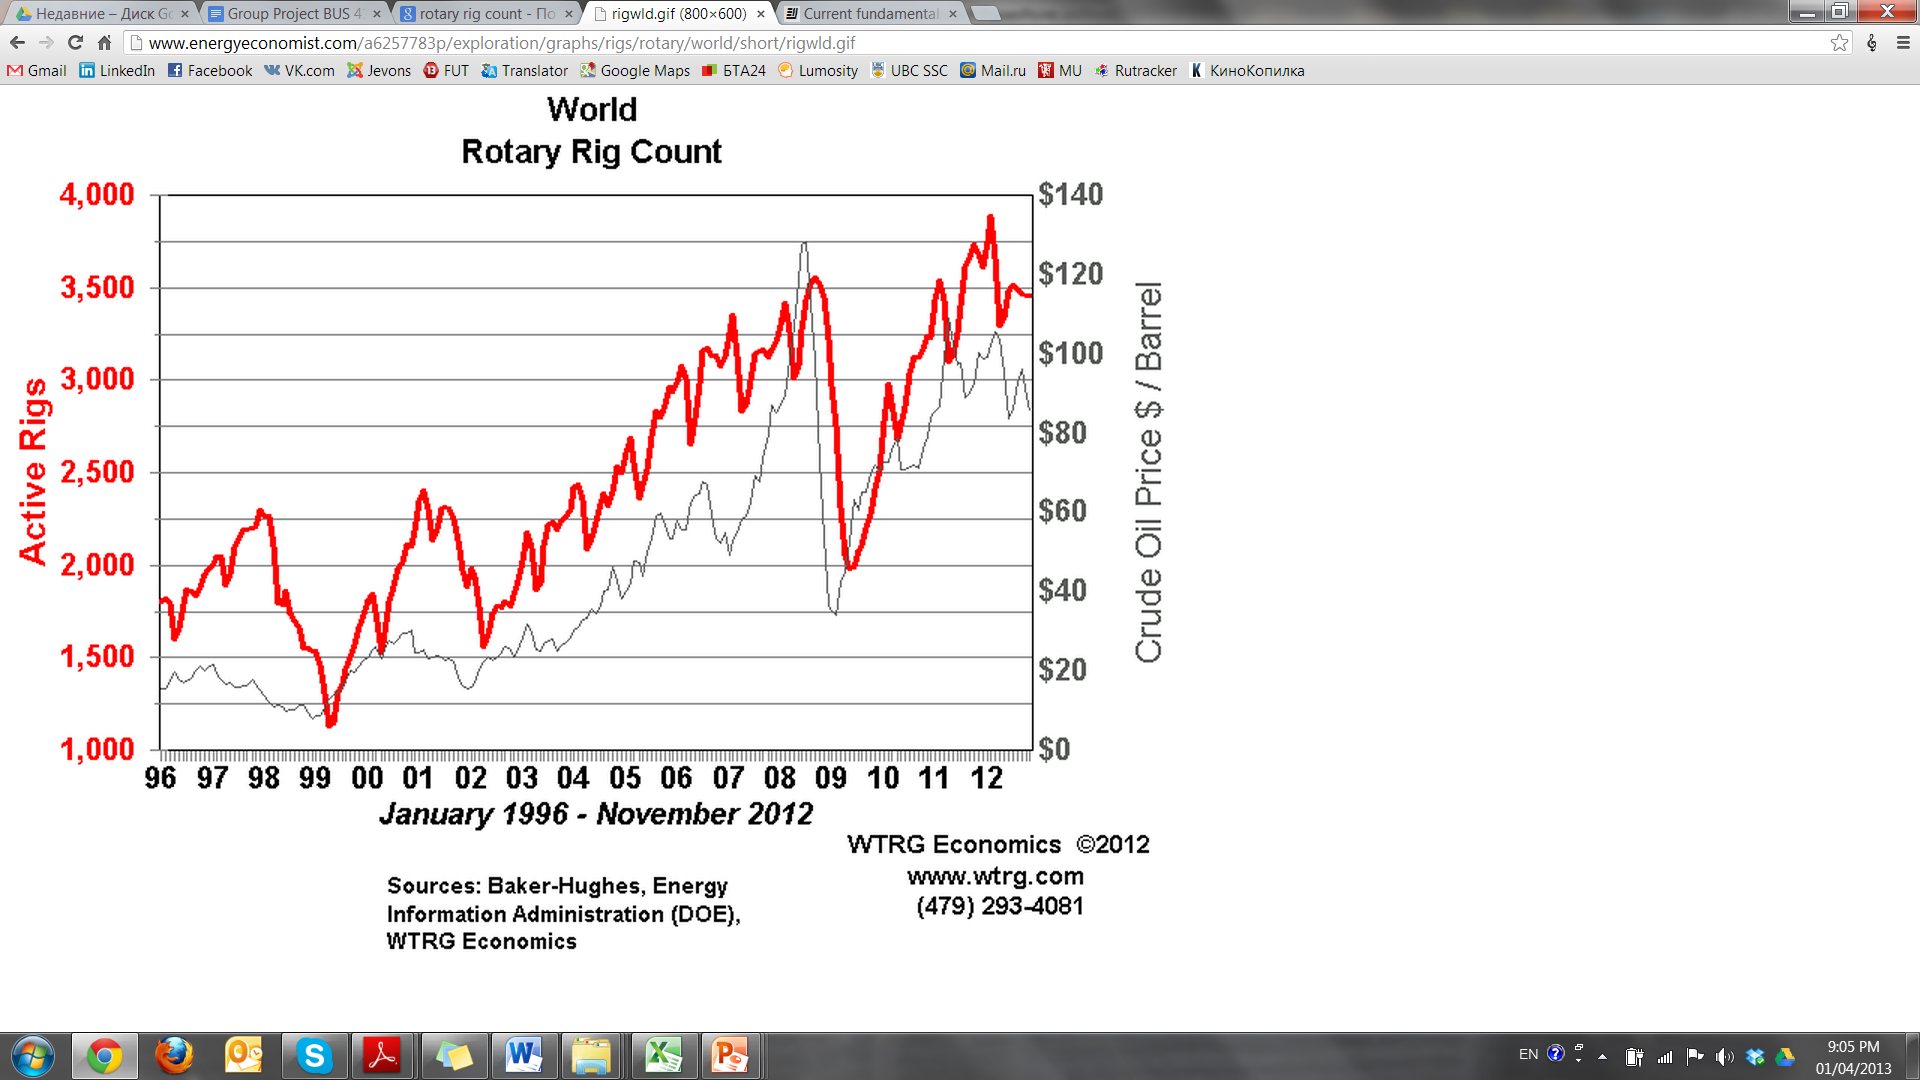 Недавние – Диск Go
Group Project BUS 4
rotary rig count - По
rigwld.gif (800×600)
Current fundamental
www.energyeconomist.com/a6257783p/exploration/graphs/rigs/rotary/world/short/rigwld.gif
Gmail LinkedIn Facebook VK.com Jevons FUT Translator Google Maps БТА24 Lumosity UBC SSC Mail.ru MU Rutracker КиноКопилка
World
Rotary Rig Count
4,000
3,500
3,000
2,500
2,000
1,500
1,000
Active Rigs
$140
$120
$100
$80
$60
$40
$20
$0
Crude Oil Price $ / Barrel
96 97 98 99 00 01 02 03 04 05 06 07 08 09 10 11 12
January 1996 - November 2012
WTRG Economics ©2012
www.wtrg.com
(479) 293-4081
Sources: Baker-Hughes, Energy
Information Administration (DOE),
WTRG Economics
EN
9:05 PM
01/04/2013